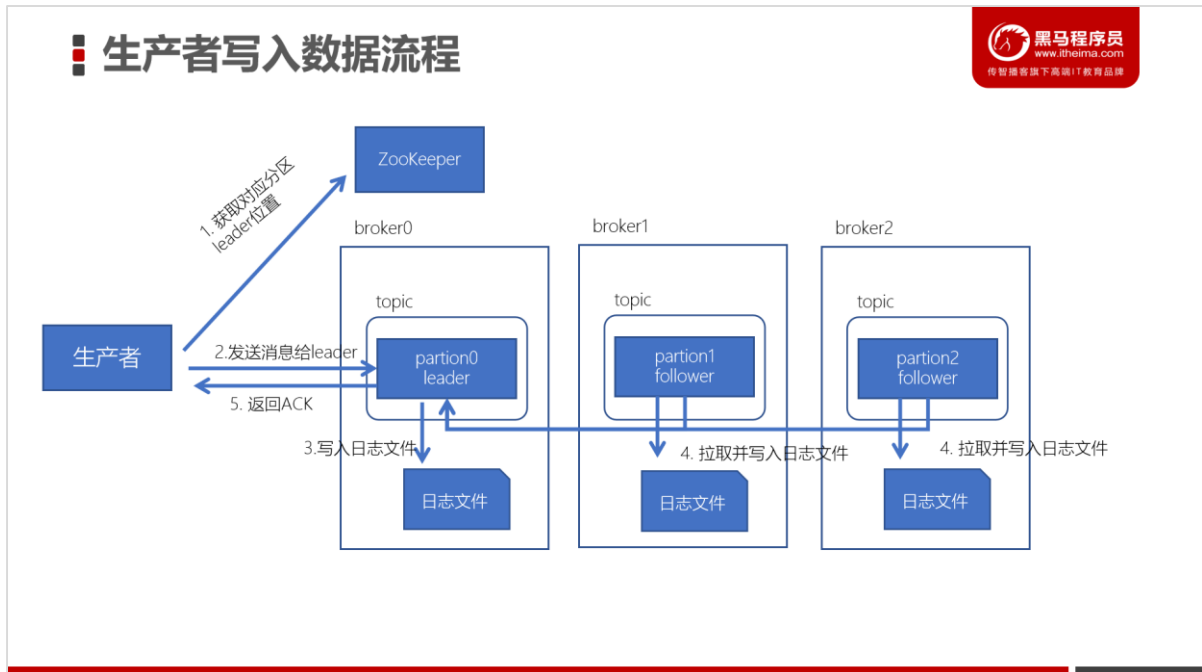 生产者写入数据流程
黑马程序员
www.itheima.com
传智播客旗下高端IT教育品牌
ZooKeeper
1. 获取对应分区
leader位置
broker0
broker1
broker2
topic
topic
topic
生产者
2.发送消息给leader
partion0
leader
partion1
follower
partion2
follower
5. 返回ACK
3.写入日志文件
4. 拉取并写入日志文件
4. 拉取并写入日志文件
日志文件
日志文件
日志文件